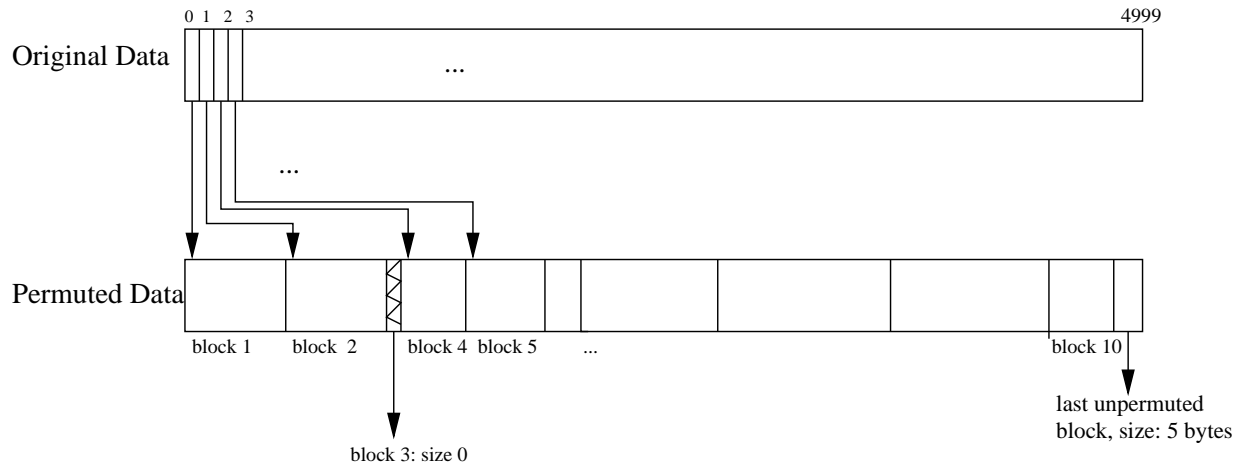 0 1 2 3 4999
Original Data
...
...
Permuted Data
block 1 block 2 block 4 block 5 ... block 10
last unpermuted
block, size: 5 bytes
block 3: size 0